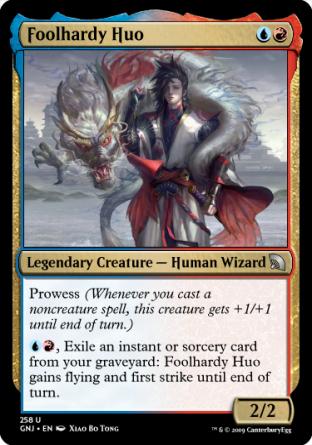 Foolhardy Huo
Legendary Creature — Human Wizard
Prowess (Whenever you cast a
noncreature spell, this creature gets +1/+1
until end of turn.)
, Exile an instant or sorcery card
from your graveyard: Foolhardy Huo
gains flying and first strike until end of
turn.
2/2
258 U
GNJ • EN Xiao Bo Tong
™ & © 2019 CanterburyEgg